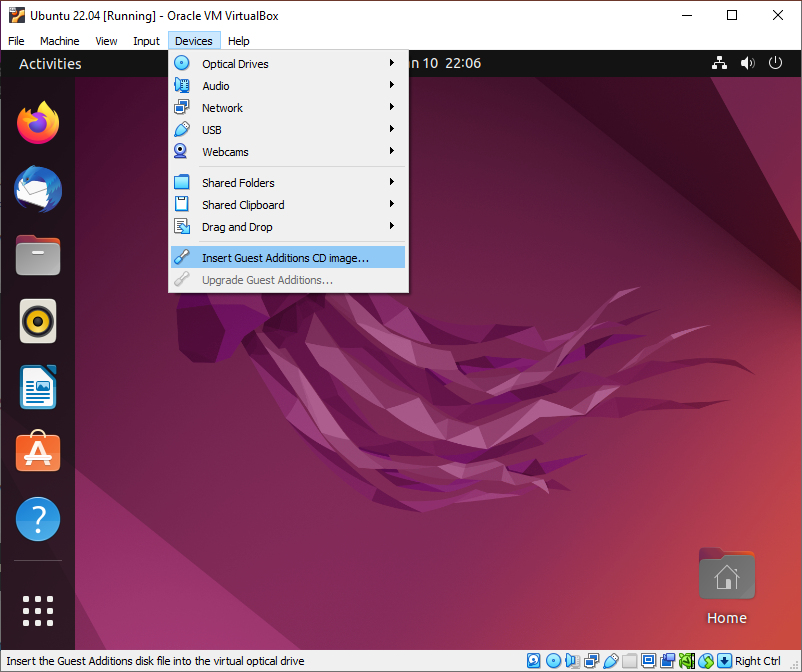 Ubuntu 22.04 [Running] - Oracle VM VirtualBox
File Machine View Input Devices Help
Activities
10 22:06
Optical Drives
Audio
Network
USB
Webcams
Shared Folders
Shared Clipboard
Drag and Drop
Insert Guest Additions CD image...
Upgrade Guest Additions...
Home
Insert the Guest Additions disk file into the virtual optical drive
Right Ctrl